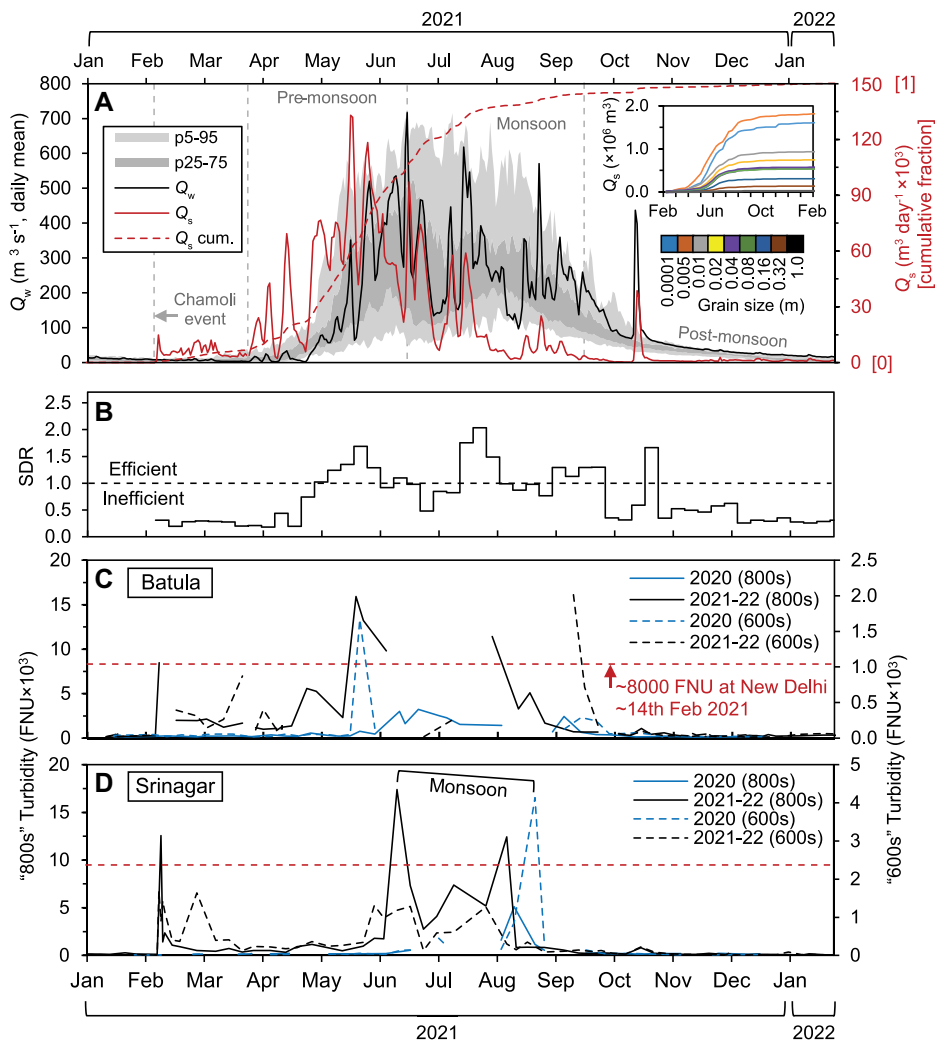 2021
2022
Jan Feb Mar Apr May Jun Jul Aug Sep Oct Nov Dec Jan
A
800
700
600
500
400
300
200
100
0
Qw (m³ s⁻¹, daily mean)
p5-95
p25-75
Qw
Qs
Qs cum.
Pre-monsoon
Monsoon
Chamoli
event
Post-monsoon
2.0
1.0
0.0
Qs (×10⁶ m³)
Feb Jun Oct Feb
0.0001
0.005
0.01
0.02
0.04
0.08
0.16
0.32
1.0
Grain size (m)
150 [1]
120
90
60
30
0 [0]
Qs (m³ day⁻¹ ×10³)
[cumulative fraction]
B
2.5
2.0
1.5
1.0
0.5
0.0
SDR
Efficient
Inefficient
C Batula
20
15
10
5
0
2020 (800s)
2021-22 (800s)
2020 (600s)
2021-22 (600s)
2.5
2.0
1.5
1.0
0.5
0.0
~8000 FNU at New Delhi
~14th Feb 2021
"800s" Turbidity (FNU×10³)
"600s" Turbidity (FNU×10³)
D Srinagar
20
15
10
5
0
Monsoon
2020 (800s)
2021-22 (800s)
2020 (600s)
2021-22 (600s)
5
4
3
2
1
0
Jan Feb Mar Apr May Jun Jul Aug Sep Oct Nov Dec Jan
2021
2022